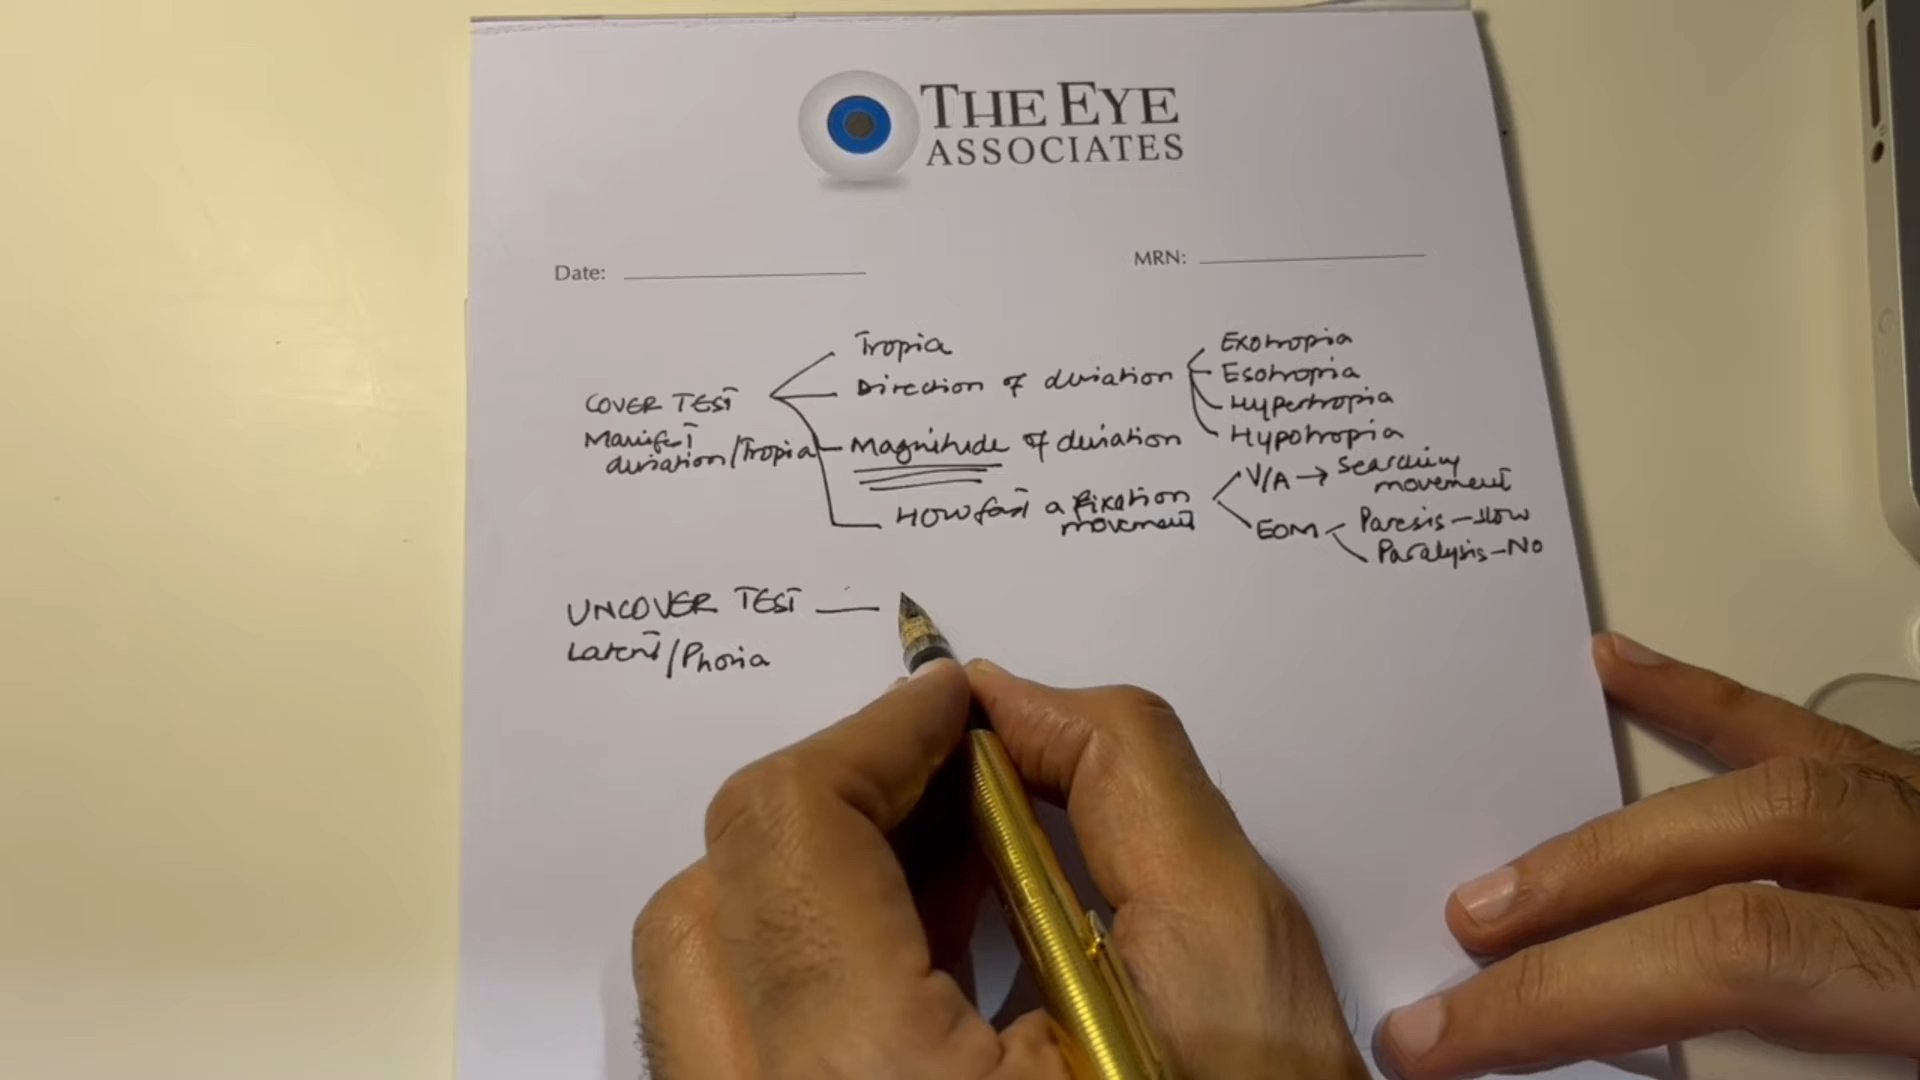 THE EYE
ASSOCIATES
Date:
MRN:
COVER TEST
Manifest
deviation/Tropia
Tropia
Direction of deviation
Exotropia
Esotropia
Hypertropia
Hypotropia
Magnitude of deviation
How fast a fixation
movement
V/A → searching
movement
EOM
Paresis-slow
Paralysis-No
UNCOVER TEST
Latent/Phoria